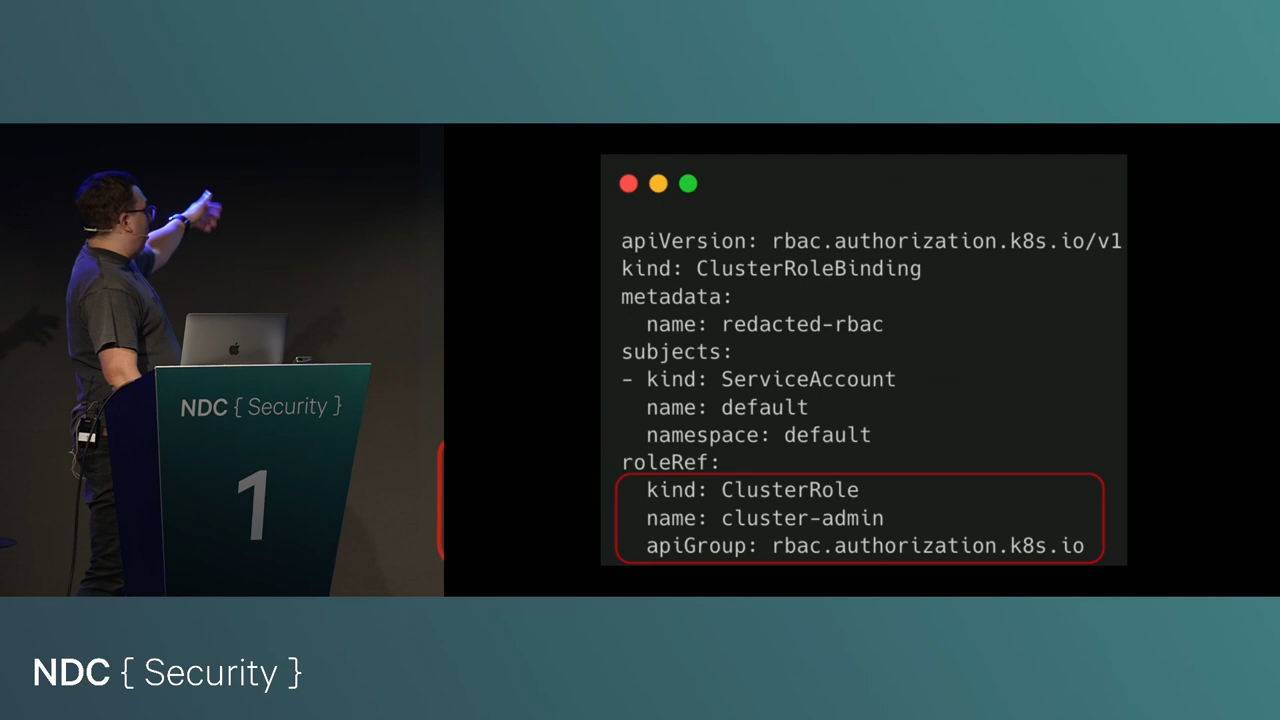 apiVersion: rbac.authorization.k8s.io/v1
kind: ClusterRoleBinding
metadata:
  name: redacted-rbac
subjects:
- kind: ServiceAccount
  name: default
  namespace: default
roleRef:
  kind: ClusterRole
  name: cluster-admin
  apiGroup: rbac.authorization.k8s.io
NDC { Security }
1
NDC { Security }